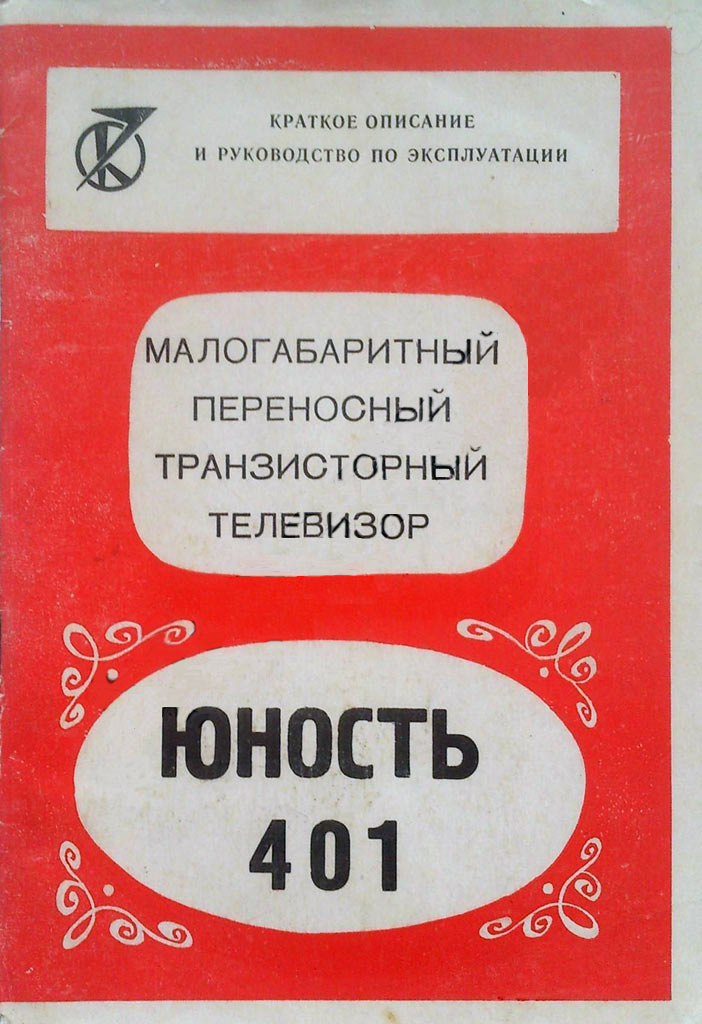 КРАТКОЕ ОПИСАНИЕ
И РУКОВОДСТВО ПО ЭКСПЛУАТАЦИИ
МАЛОГАБАРИТНЫЙ
ПЕРЕНОСНЫЙ
ТРАНЗИСТОРНЫЙ
ТЕЛЕВИЗОР
ЮНОСТЬ
401